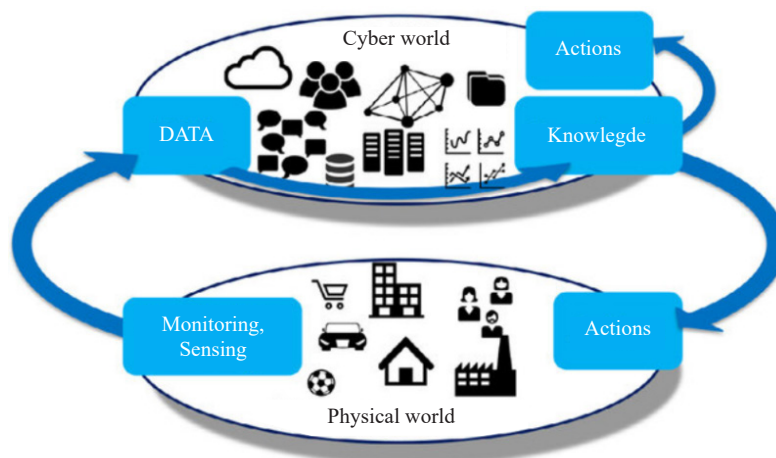 Cyber world
Actions
DATA
Knowlegde
Monitoring,
Sensing
Actions
Physical world